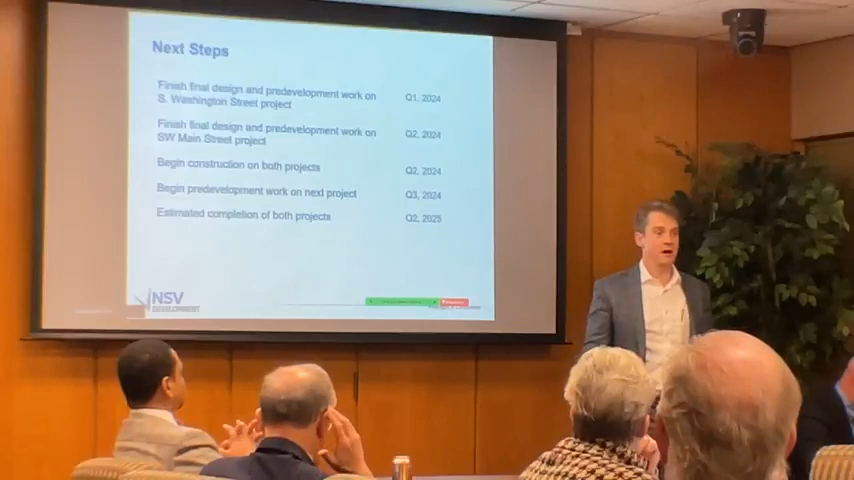 Next Steps
Finish final design and predevelopment work on
S. Washington Street project
Q1, 2024
Finish final design and predevelopment work on
SW Main Street project
Q2, 2024
Begin construction on both projects
Q2, 2024
Begin predevelopment work on next project
Q3, 2024
Estimated completion of both projects
Q2, 2025
NSV
DEVELOPMENT